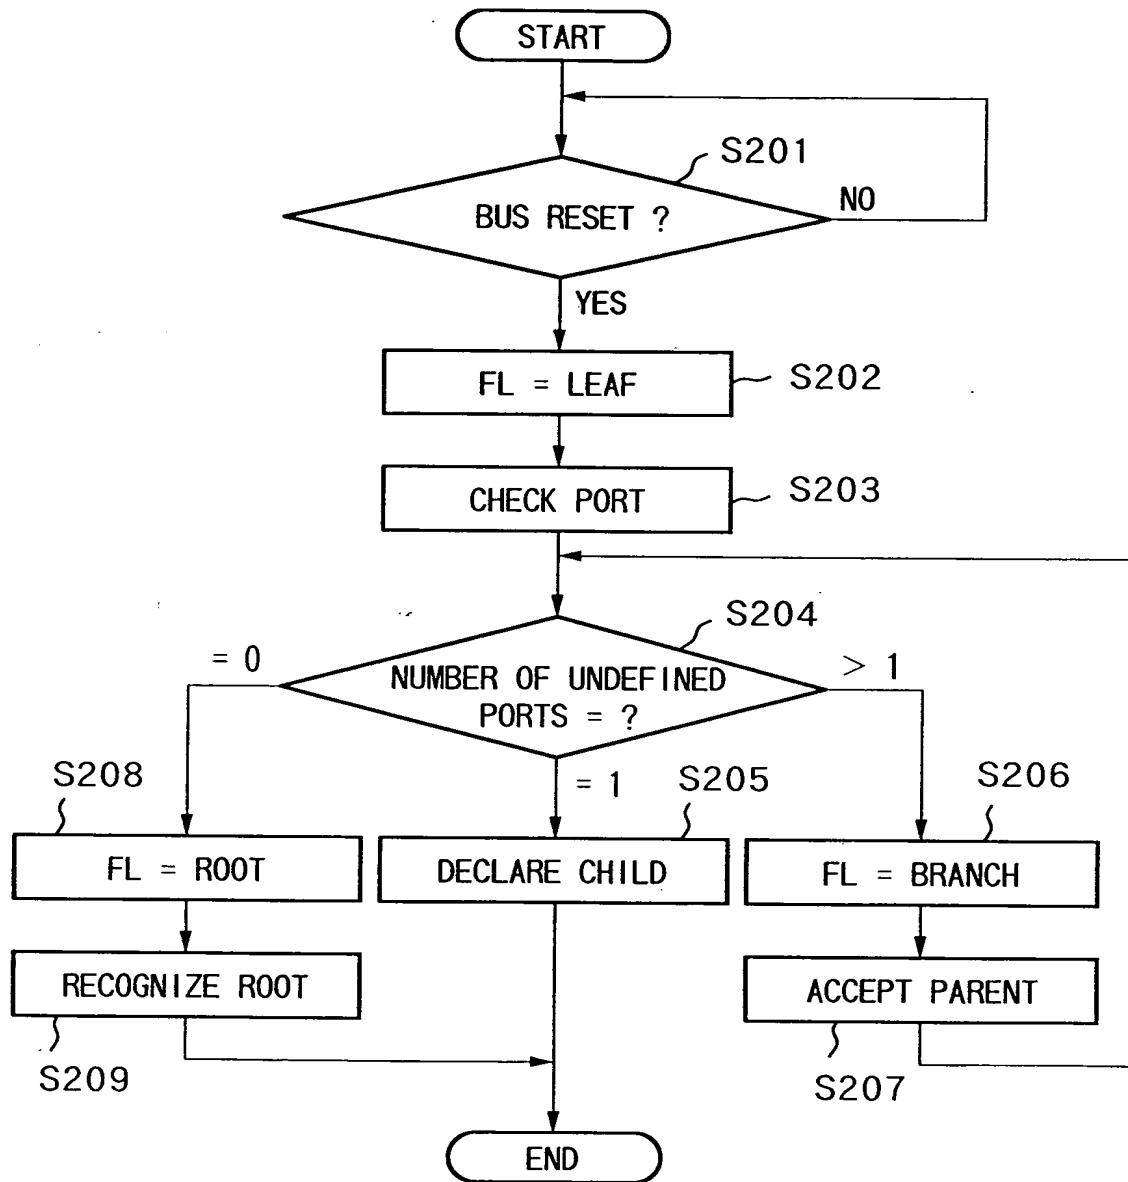 START
S201
BUS RESET ?
NO
YES
FL = LEAF
S202
CHECK PORT
S203
S204
= 0
NUMBER OF UNDEFINED
PORTS = ?
> 1
S208
= 1
S205
S206
FL = ROOT
DECLARE CHILD
FL = BRANCH
RECOGNIZE ROOT
ACCEPT PARENT
S209
S207
END